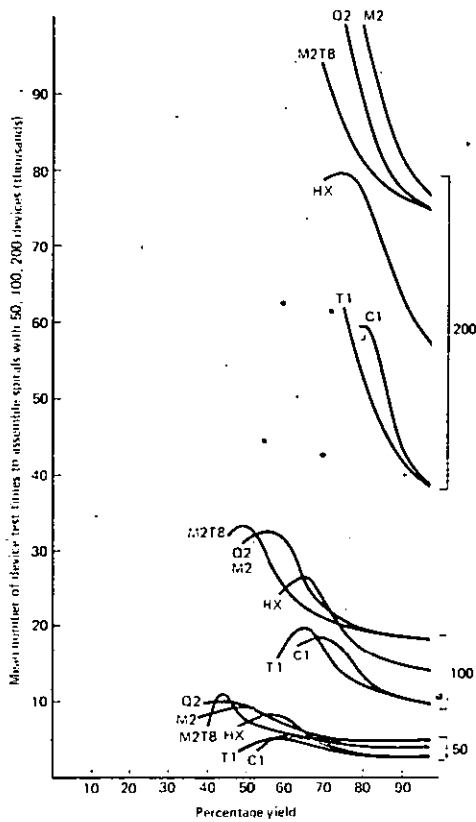 Q2 M2
M2T8
90
80
HX
70
T1
C1
60
200
50
40
M2T8
30
Q2
M2
HX
20
T1
C1
100
10
Q2
M2
M2T8
HX
T1
C1
50
10 20 30 40 50 60 70 80 90
Percentage yield
Mean number of device test times to assemble spirals with 50, 100, 200 devices (thousands)